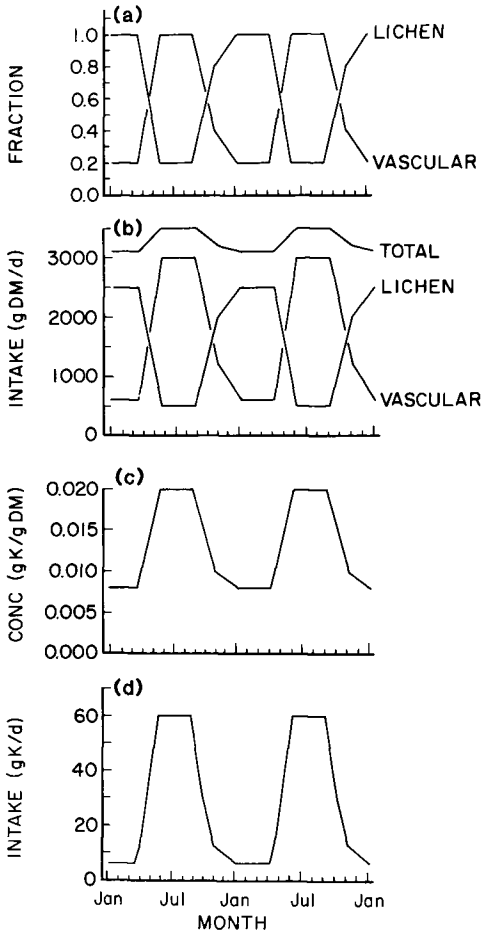 (a)
FRACTION
1.0
0.8
0.6
0.4
0.2
0.0
LICHEN
VASCULAR
(b)
INTAKE (gDM/d)
3000
2000
1000
0
TOTAL
LICHEN
VASCULAR
(c)
CONC (gK/gDM)
0.020
0.015
0.010
0.005
0.000
(d)
INTAKE (gK/d)
60
40
20
0
Jan Jul Jan Jul Jan
MONTH